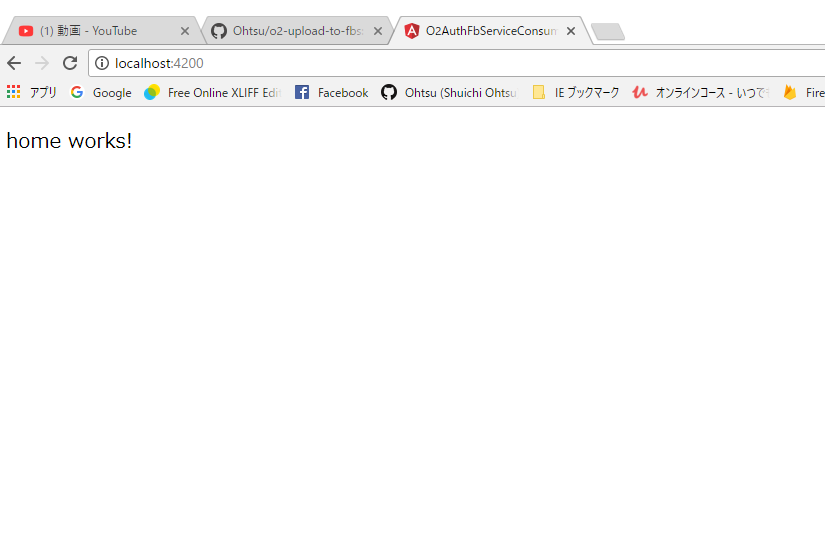 (1) 動画 - YouTube
Ohtsu/o2-upload-to-fbs
O2AuthFbServiceConsum
localhost:4200
アプリ
Google
Free Online XLIFF Edi
Facebook
Ohtsu (Shuichi Ohtsu
IE ブックマーク
オンラインコース - いつで
Fire
home works!